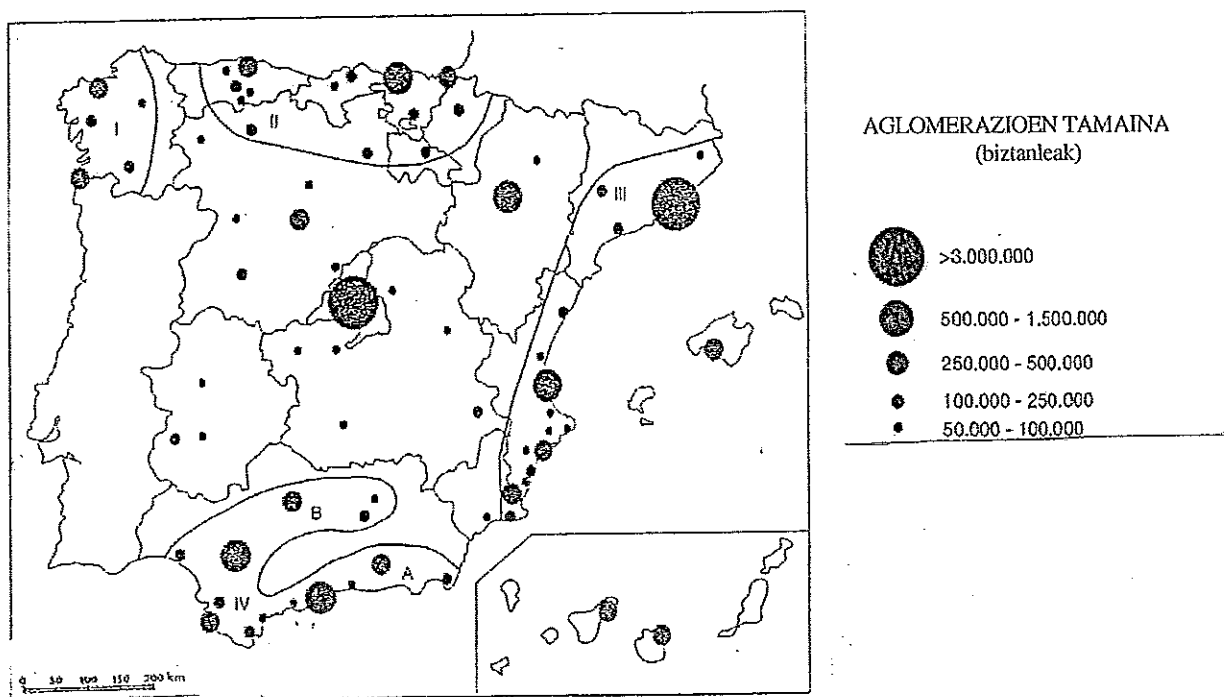 I
II
III
B
A
IV
0 50 100 150 200 km
AGLOMERAZIOEN TAMAINA
(biztanleak)
>3.000.000
500.000 - 1.500.000
250.000 - 500.000
100.000 - 250.000
50.000 - 100.000